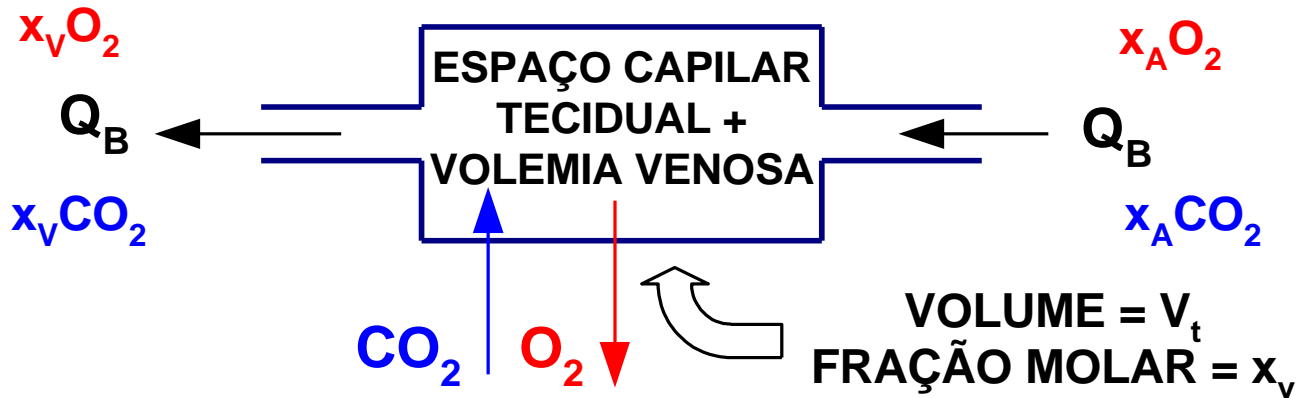 xVO2
QB
xVCO2
ESPAÇO CAPILAR
TECIDUAL +
VOLEMIA VENOSA
xAO2
QB
xACO2
CO2
O2
VOLUME = Vt
FRAÇÃO MOLAR = xv